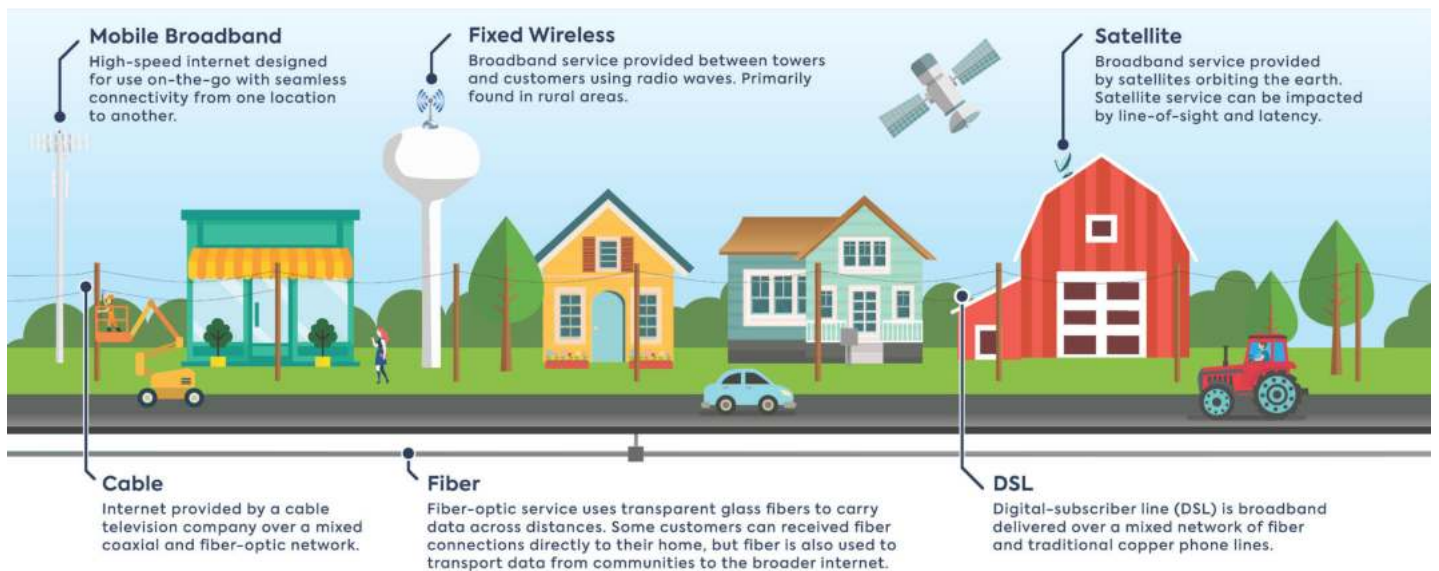 Mobile Broadband
High-speed internet designed
for use on-the-go with seamless
connectivity from one location
to another.
Fixed Wireless
Broadband service provided between towers
and customers using radio waves. Primarily
found in rural areas.
Satellite
Broadband service provided
by satellites orbiting the earth.
Satellite service can be impacted
by line-of-sight and latency.
Cable
Internet provided by a cable
television company over a mixed
coaxial and fiber-optic network.
Fiber
Fiber-optic service uses transparent glass fibers to carry
data across distances. Some customers can received fiber
connections directly to their home, but fiber is also used to
transport data from communities to the broader internet.
DSL
Digital-subscriber line (DSL) is broadband
delivered over a mixed network of fiber
and traditional copper phone lines.